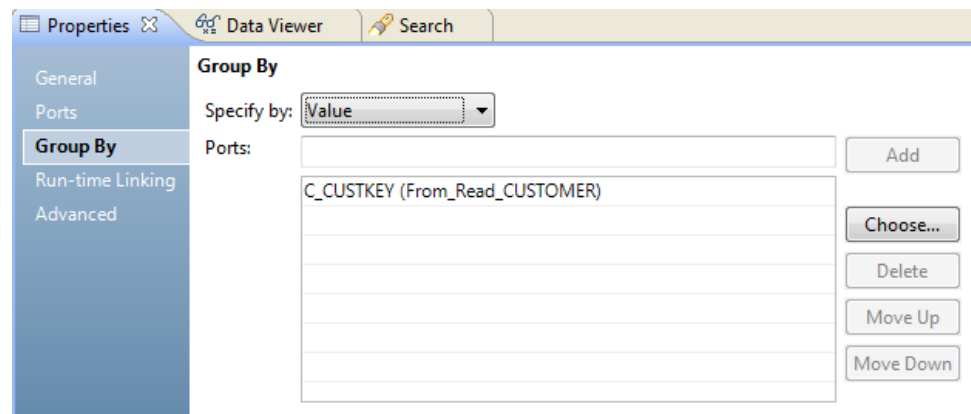 Properties Data Viewer Search
General
Ports
Group By
Run-time Linking
Advanced
Group By
Specify by: Value
Ports:
Add
C_CUSTKEY (From_Read_CUSTOMER)
Choose...
Delete
Move Up
Move Down